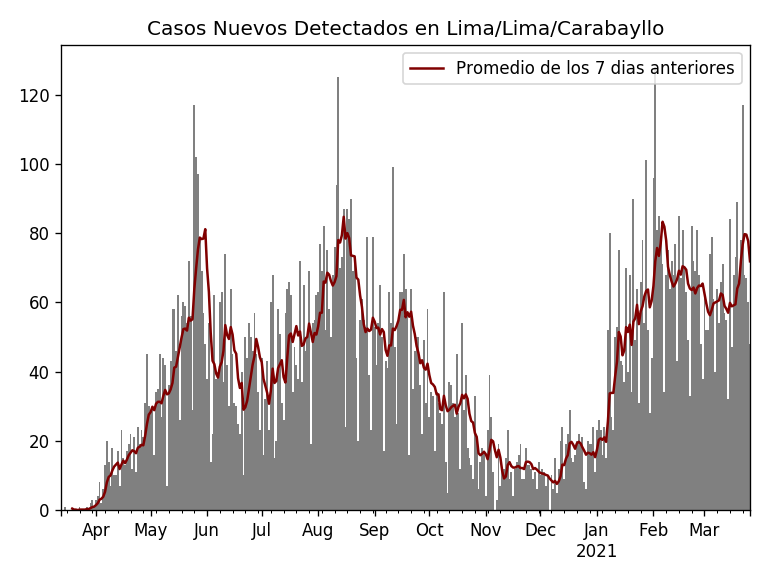 Casos Nuevos Detectados en Lima/Lima/Carabayllo
Promedio de los 7 dias anteriores
120
100
80
60
40
20
0
Apr May Jun Jul Aug Sep Oct Nov Dec Jan Feb Mar
2021